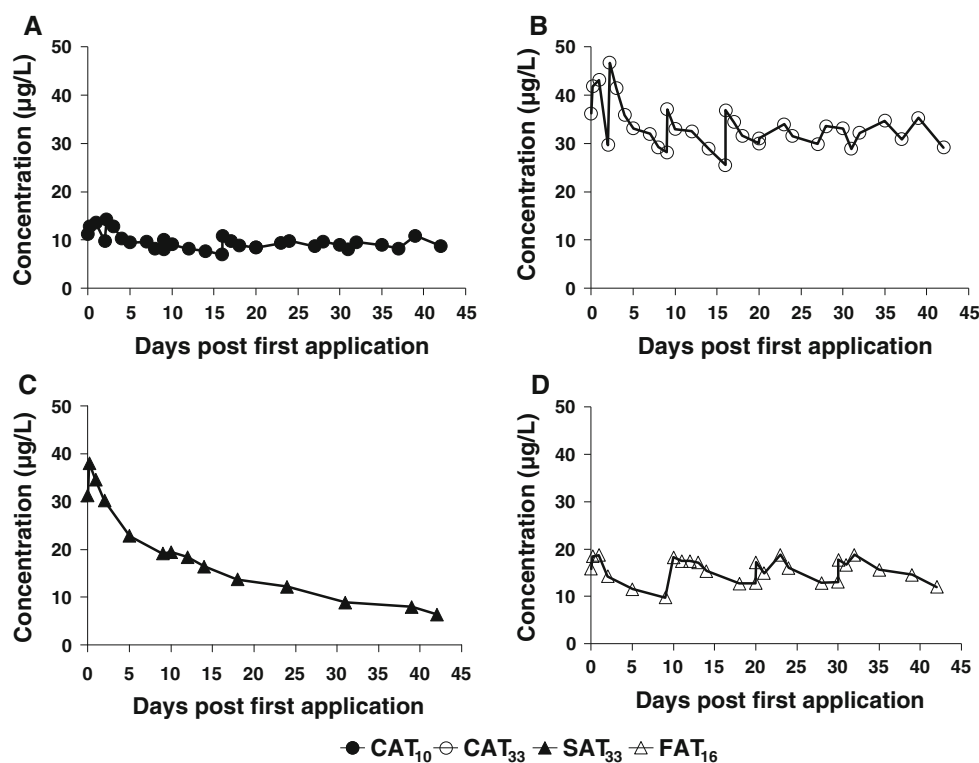 A
Concentration (µg/L)
50
40
30
20
10
0
0 5 10 15 20 25 30 35 40 45
Days post first application
B
Concentration (µg/L)
50
40
30
20
10
0
0 5 10 15 20 25 30 35 40 45
Days post first application
C
Concentration (µg/L)
50
40
30
20
10
0
0 5 10 15 20 25 30 35 40 45
Days post first application
D
Concentration (µg/L)
50
40
30
20
10
0
0 5 10 15 20 25 30 35 40 45
Days post first application
CAT10 CAT33 SAT33 FAT16